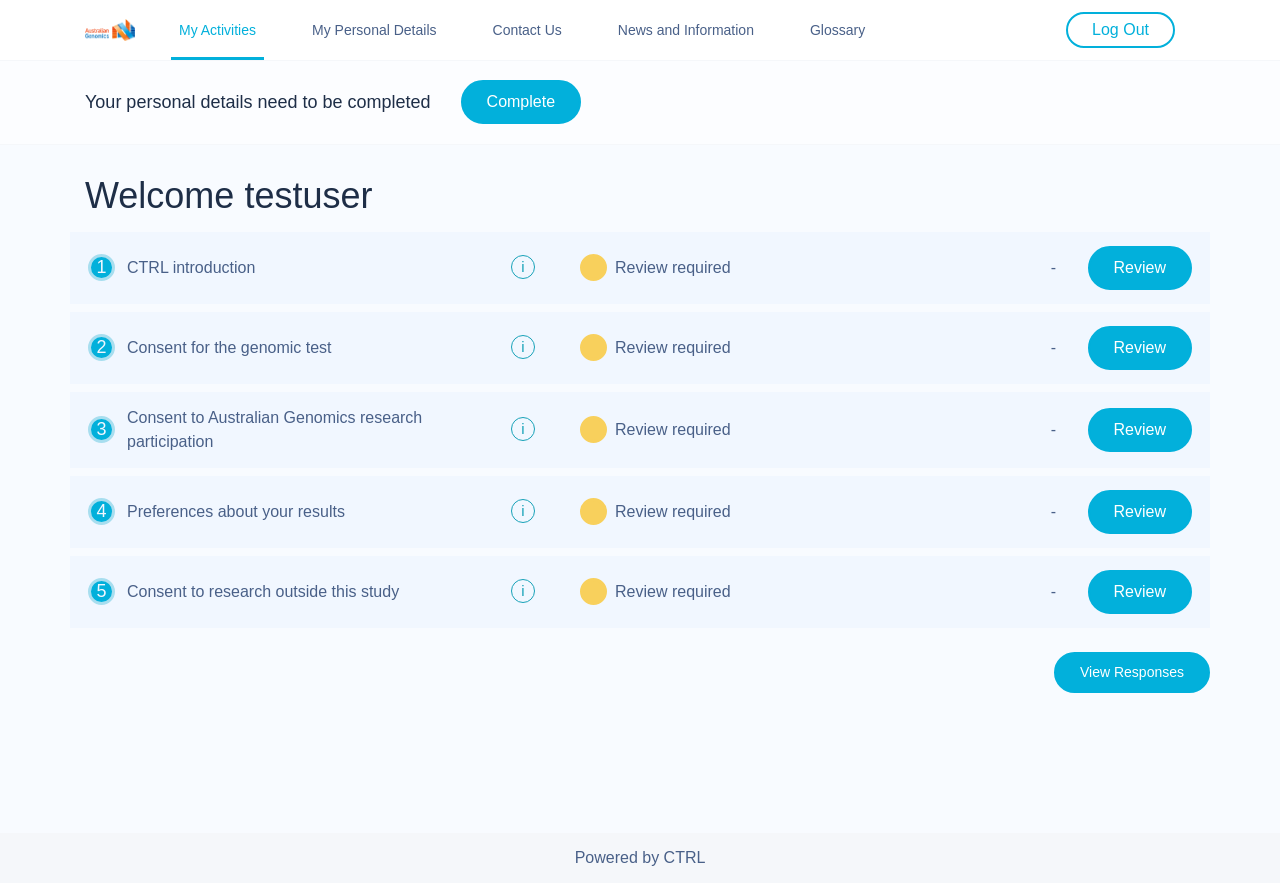 Australian Genomics
My Activities
My Personal Details
Contact Us
News and Information
Glossary
Log Out
Your personal details need to be completed
Complete
Welcome testuser
1 CTRL introduction i Review required - Review
2 Consent for the genomic test i Review required - Review
3 Consent to Australian Genomics research
participation i Review required - Review
4 Preferences about your results i Review required - Review
5 Consent to research outside this study i Review required - Review
View Responses
Powered by CTRL